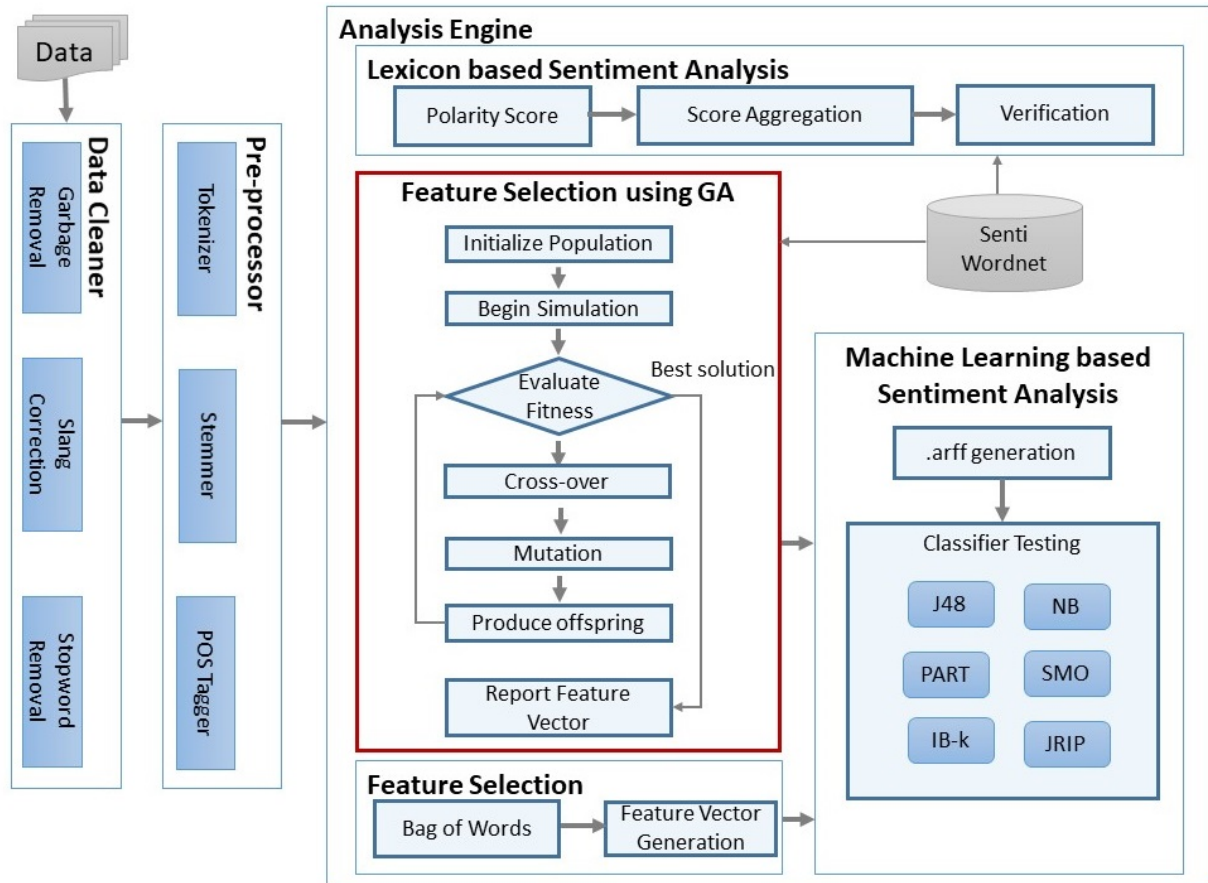 Data
Data Cleaner
Garbage
Removal
Slang
Correction
Stopword
Removal
Pre-processor
Tokenizer
Stemmer
POS Tagger
Analysis Engine
Lexicon based Sentiment Analysis
Polarity Score
Score Aggregation
Verification
Senti
Wordnet
Feature Selection using GA
Initialize Population
Begin Simulation
Evaluate
Fitness
Best solution
Cross-over
Mutation
Produce offspring
Report Feature
Vector
Feature Selection
Bag of Words
Feature Vector
Generation
Machine Learning based
Sentiment Analysis
.arff generation
Classifier Testing
J48
NB
PART
SMO
IB-k
JRIP